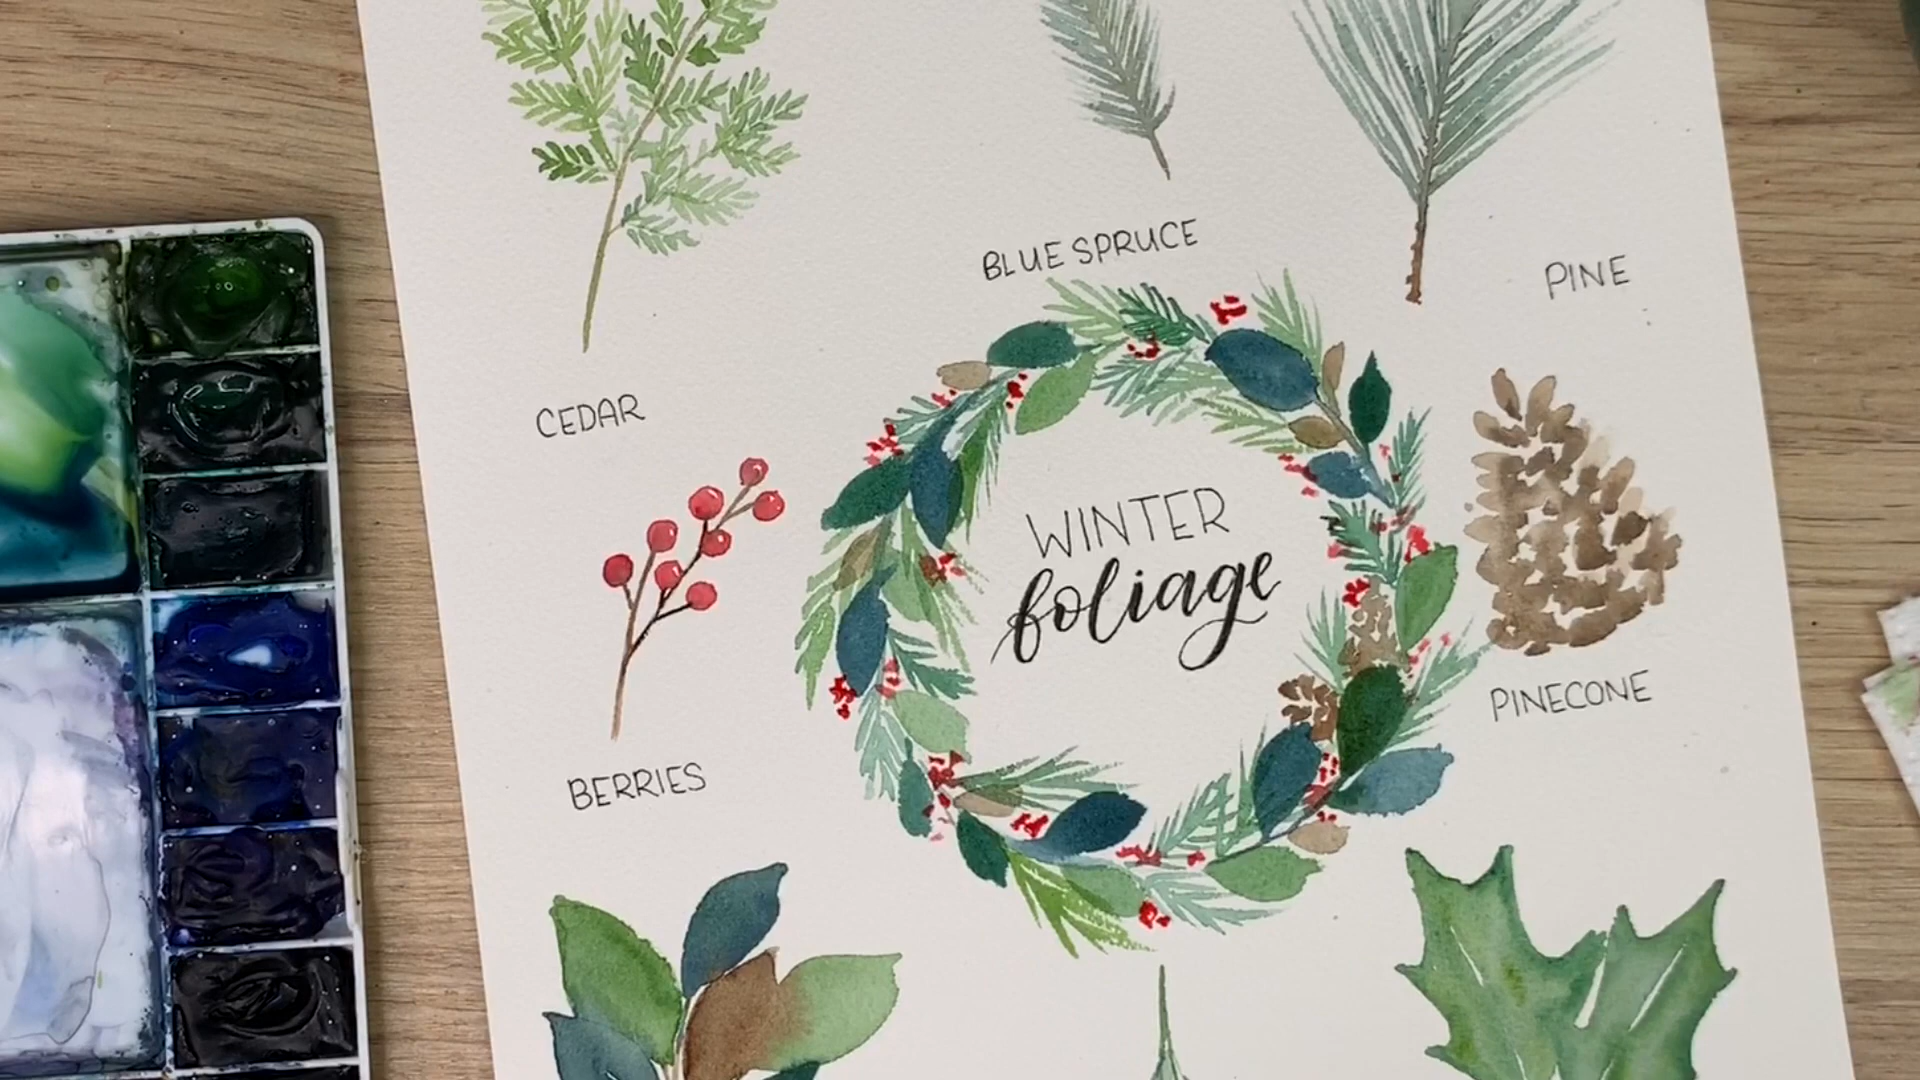 BLUE SPRUCE
PINE
CEDAR
WINTER
foliage
PINECONE
BERRIES